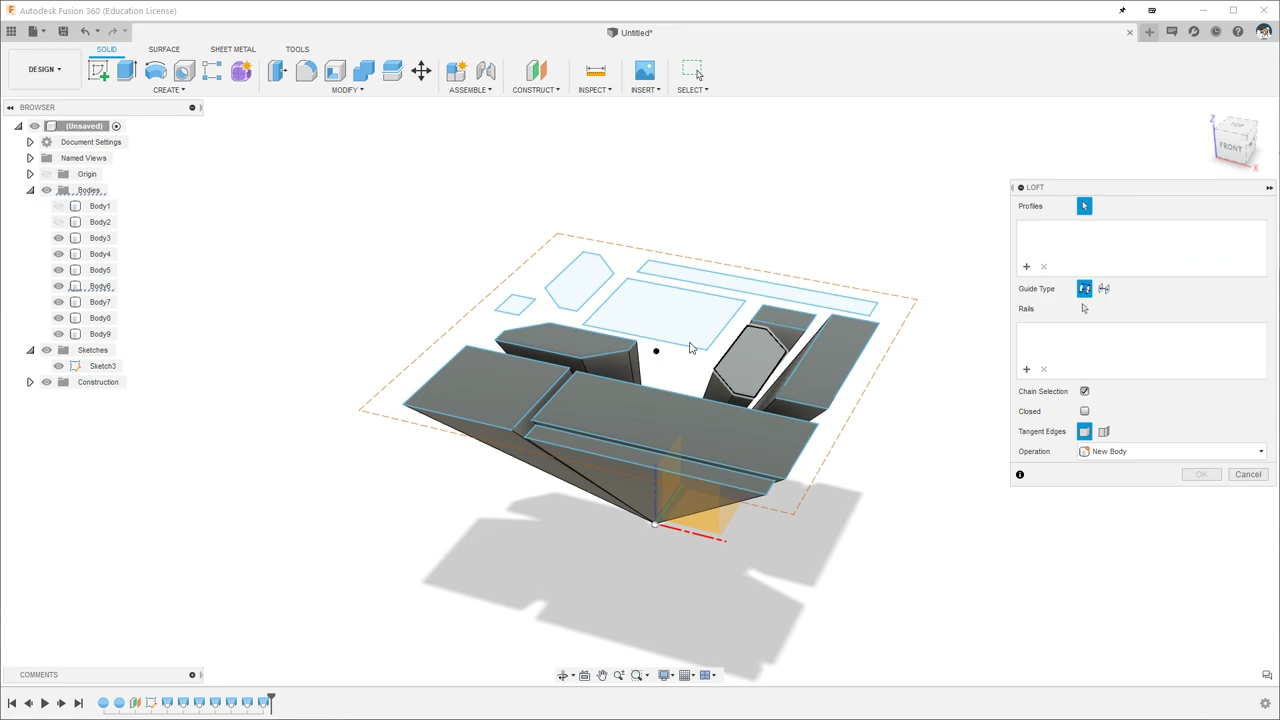 Autodesk Fusion 360 (Education License)
Untitled*
DESIGN
SOLID
SURFACE
SHEET METAL
TOOLS
CREATE
MODIFY
ASSEMBLE
CONSTRUCT
INSPECT
INSERT
SELECT
BROWSER
(Unsaved)
Document Settings
Named Views
Origin
Bodies
Body1
Body2
Body3
Body4
Body5
Body6
Body7
Body8
Body9
Sketches
Sketch3
Construction
Z
TOP
FRONT
X
LOFT
Profiles
Guide Type
Rails
Chain Selection
Closed
Tangent Edges
Operation
New Body
OK
Cancel
COMMENTS